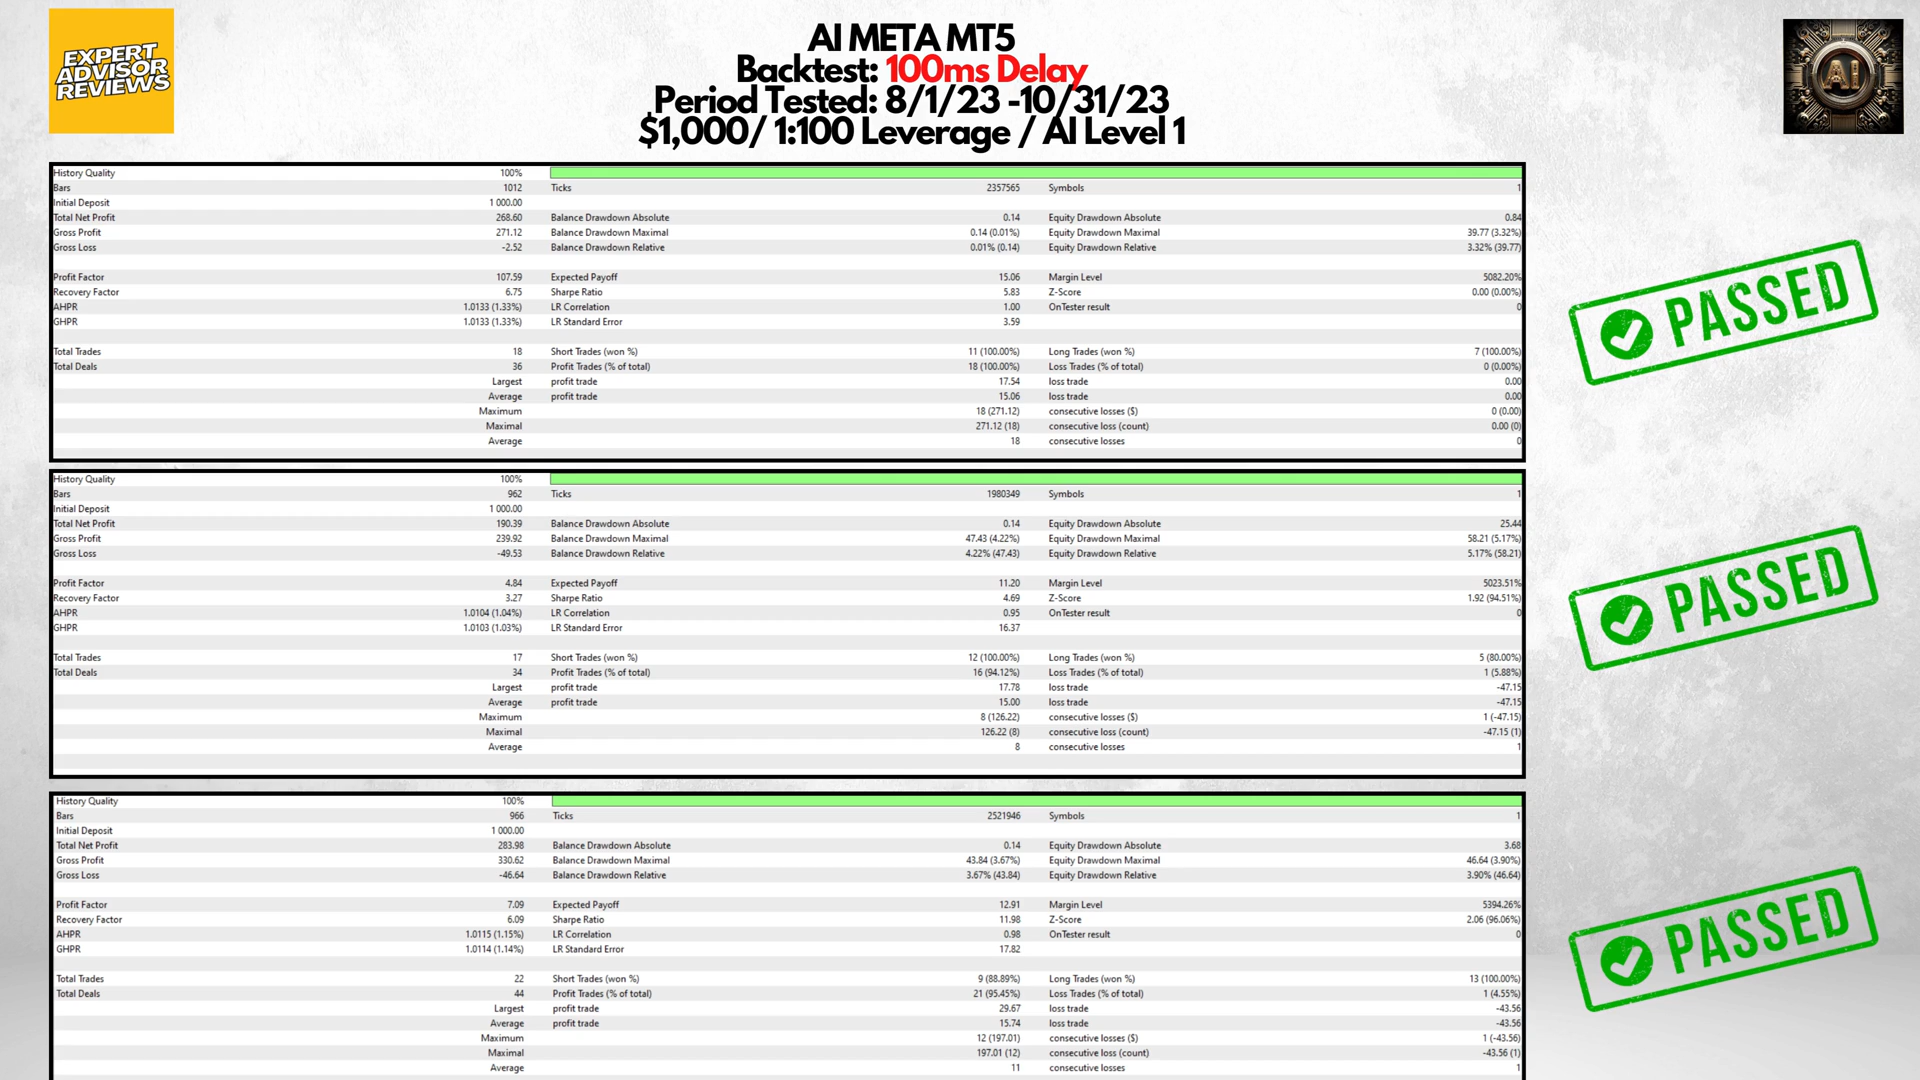 EXPERT
ADVISOR
REVIEWS
AI META MT5
Backtest: 100ms Delay
Period Tested: 8/1/23 -10/31/23
$1,000/ 1:100 Leverage / AI Level 1
AI
History Quality 100%
Bars 1012 Ticks 2357565 Symbols 1
Initial Deposit 1 000.00
Total Net Profit 268.60 Balance Drawdown Absolute 0.14 Equity Drawdown Absolute 0.84
Gross Profit 271.12 Balance Drawdown Maximal 0.14 (0.01%) Equity Drawdown Maximal 39.77 (3.32%)
Gross Loss -2.52 Balance Drawdown Relative 0.01% (0.14) Equity Drawdown Relative 3.32% (39.77)
Profit Factor 107.59 Expected Payoff 15.06 Margin Level 5082.20%
Recovery Factor 6.75 Sharpe Ratio 5.83 Z-Score 0.00 (0.00%)
AHPR 1.0133 (1.33%) LR Correlation 1.00 OnTester result 0
GHPR 1.0133 (1.33%) LR Standard Error 3.59
Total Trades 18 Short Trades (won %) 11 (100.00%) Long Trades (won %) 7 (100.00%)
Total Deals 36 Profit Trades (% of total) 18 (100.00%) Loss Trades (% of total) 0 (0.00%)
Largest profit trade 17.54 loss trade 0.00
Average profit trade 15.06 loss trade 0.00
Maximum 18 (271.12) consecutive losses ($) 0 (0.00)
Maximal 271.12 (18) consecutive loss (count) 0.00 (0)
Average 18 consecutive losses 0
PASSED
History Quality 100%
Bars 962 Ticks 1980349 Symbols 1
Initial Deposit 1 000.00
Total Net Profit 190.39 Balance Drawdown Absolute 0.14 Equity Drawdown Absolute 25.44
Gross Profit 239.92 Balance Drawdown Maximal 47.43 (4.22%) Equity Drawdown Maximal 58.21 (5.17%)
Gross Loss -49.53 Balance Drawdown Relative 4.22% (47.43) Equity Drawdown Relative 5.17% (58.21)
Profit Factor 4.84 Expected Payoff 11.20 Margin Level 5023.51%
Recovery Factor 3.27 Sharpe Ratio 4.69 Z-Score 1.92 (94.51%)
AHPR 1.0104 (1.04%) LR Correlation 0.95 OnTester result 0
GHPR 1.0103 (1.03%) LR Standard Error 16.37
Total Trades 17 Short Trades (won %) 12 (100.00%) Long Trades (won %) 5 (80.00%)
Total Deals 34 Profit Trades (% of total) 16 (94.12%) Loss Trades (% of total) 1 (5.88%)
Largest profit trade 17.78 loss trade -47.15
Average profit trade 15.00 loss trade -47.15
Maximum 8 (126.22) consecutive losses ($) 1 (-47.15)
Maximal 126.22 (8) consecutive loss (count) -47.15 (1)
Average 8 consecutive losses 1
PASSED
History Quality 100%
Bars 966 Ticks 2521946 Symbols 1
Initial Deposit 1 000.00
Total Net Profit 283.98 Balance Drawdown Absolute 0.14 Equity Drawdown Absolute 3.68
Gross Profit 330.62 Balance Drawdown Maximal 43.84 (3.67%) Equity Drawdown Maximal 46.64 (3.90%)
Gross Loss -46.64 Balance Drawdown Relative 3.67% (43.84) Equity Drawdown Relative 3.90% (46.64)
Profit Factor 7.09 Expected Payoff 12.91 Margin Level 5394.26%
Recovery Factor 6.09 Sharpe Ratio 11.98 Z-Score 2.06 (96.06%)
AHPR 1.0115 (1.15%) LR Correlation 0.98 OnTester result 0
GHPR 1.0114 (1.14%) LR Standard Error 17.82
Total Trades 22 Short Trades (won %) 9 (88.89%) Long Trades (won %) 13 (100.00%)
Total Deals 44 Profit Trades (% of total) 21 (95.45%) Loss Trades (% of total) 1 (4.55%)
Largest profit trade 29.67 loss trade -43.56
Average profit trade 15.74 loss trade -43.56
Maximum 12 (197.01) consecutive losses ($) 1 (-43.56)
Maximal 197.01 (12) consecutive loss (count) -43.56 (1)
Average 11 consecutive losses 1
PASSED